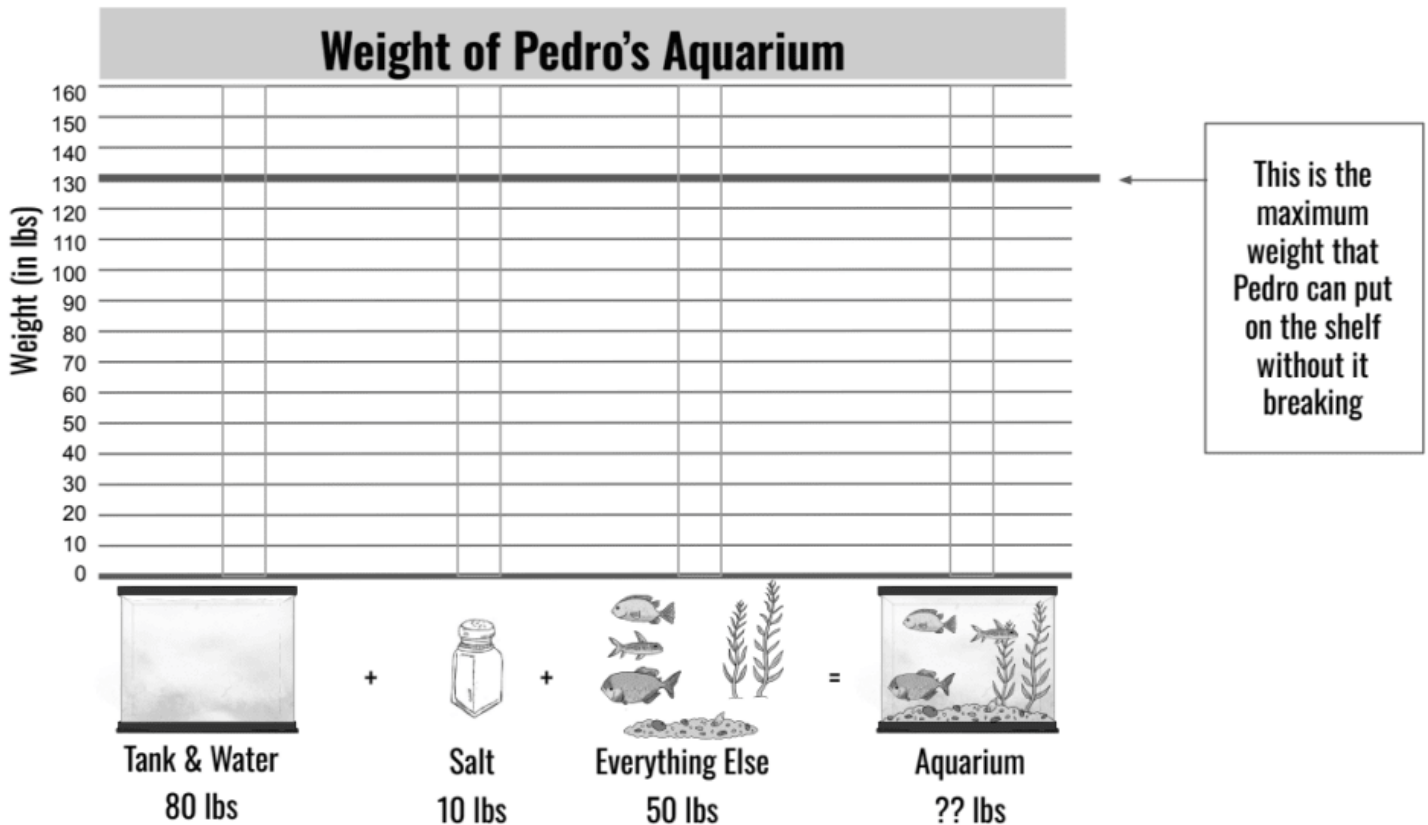 Weight of Pedro's Aquarium
Weight (in lbs)
160
150
140
130
120
110
100
90
80
70
60
50
40
30
20
10
0
This is the
maximum
weight that
Pedro can put
on the shelf
without it
breaking
+ + =
Tank & Water Salt Everything Else Aquarium
80 lbs 10 lbs 50 lbs ?? lbs